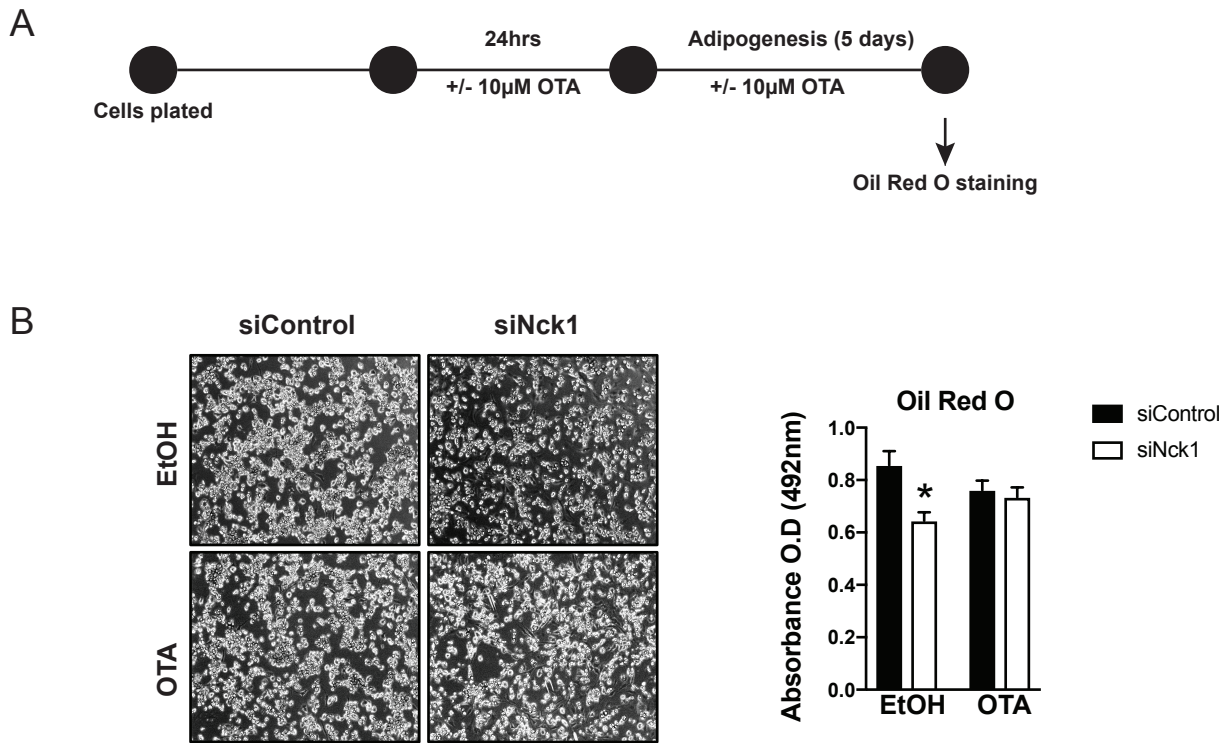 A
24hrs
Adipogenesis (5 days)
+/- 10µM OTA
+/- 10µM OTA
Cells plated
Oil Red O staining
B
siControl
siNck1
EtOH
OTA
Oil Red O
siControl
siNck1
Absorbance O.D (492nm)
1.0
0.8
0.6
0.4
0.2
0.0
*
EtOH
OTA